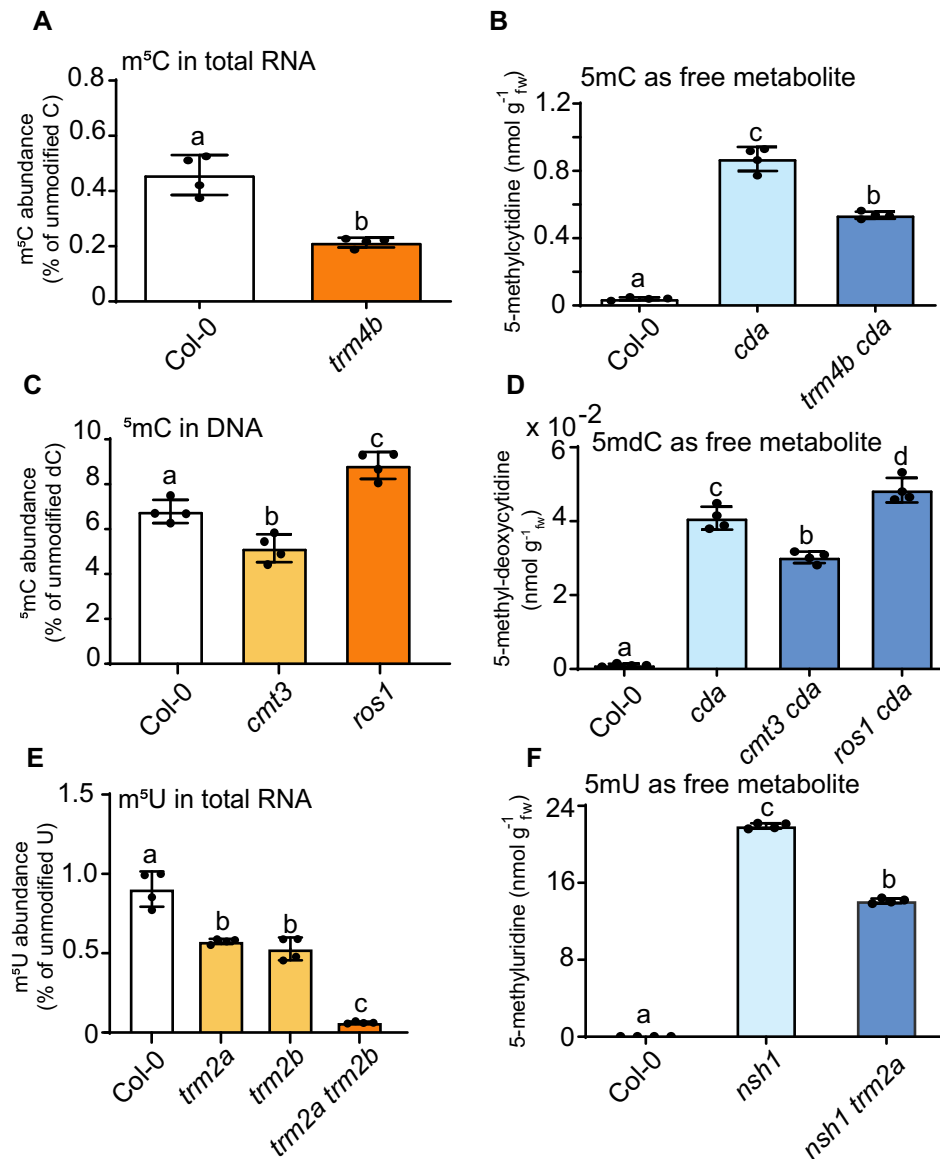 A
m⁵C in total RNA
m⁵C abundance
(% of unmodified C)
0.8
0.6
0.4
0.2
0
a
b
Col-0
trm4b
B
5mC as free metabolite
5-methylcytidine (nmol g⁻¹fw)
1.2
0.8
0.4
0
a
c
b
Col-0
cda
trm4b cda
C
⁵mC in DNA
⁵mC abundance
(% of unmodified dC)
10
8
6
4
2
0
a
b
c
Col-0
cmt3
ros1
D
x 10⁻²
5mdC as free metabolite
5-methyl-deoxycytidine
(nmol g⁻¹fw)
6
4
2
0
a
c
b
d
Col-0
cda
cmt3 cda
ros1 cda
E
m⁵U in total RNA
m⁵U abundance
(% of unmodified U)
1.5
1.0
0.5
0
a
b
b
c
Col-0
trm2a
trm2b
trm2a trm2b
F
5mU as free metabolite
5-methyluridine (nmol g⁻¹fw)
24
16
8
0
a
c
b
Col-0
nsh1
nsh1 trm2a